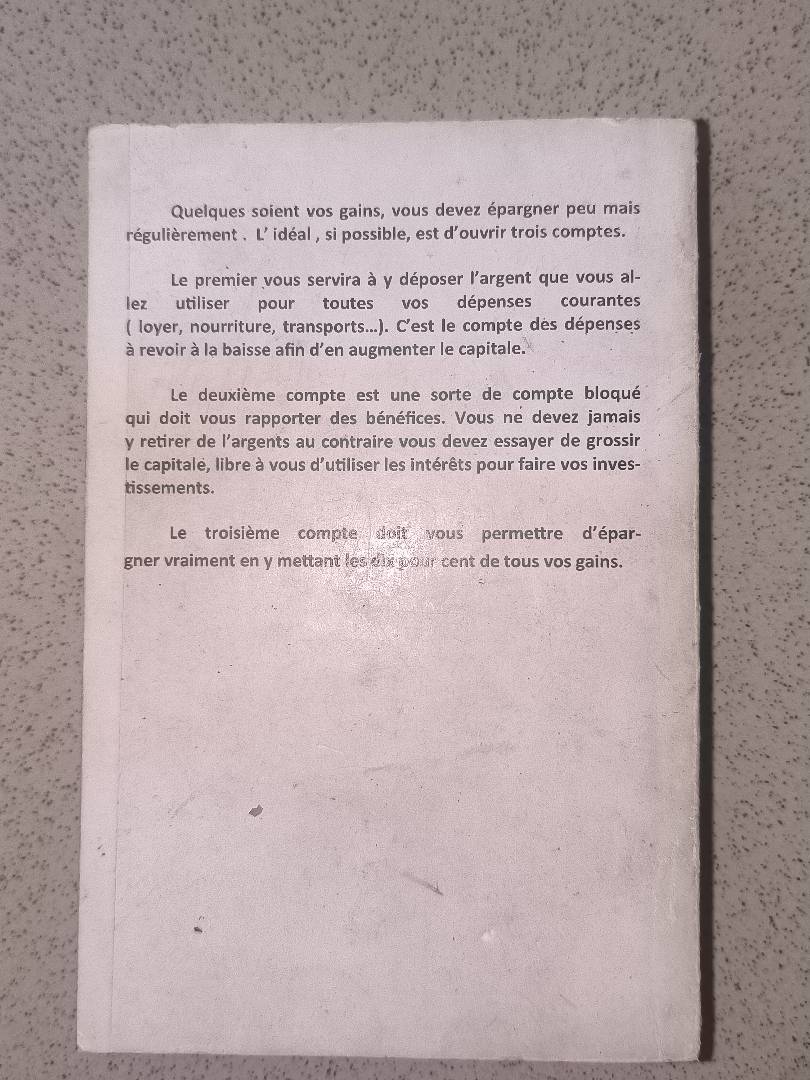 Quelques soient vos gains, vous devez épargner peu mais
régulièrement . L' idéal , si possible, est d'ouvrir trois comptes.
Le premier vous servira à y déposer l'argent que vous al-
lez utiliser pour toutes vos dépenses courantes
( loyer, nourriture, transports...). C'est le compte des dépenses
à revoir à la baisse afin d'en augmenter le capitale.
Le deuxième compte est une sorte de compte bloqué
qui doit vous rapporter des bénéfices. Vous ne devez jamais
y retirer de l'argents au contraire vous devez essayer de grossir
le capitale, libre à vous d'utiliser les intérêts pour faire vos inves-
tissements.
Le troisième compte doit vous permettre d'épar-
gner vraiment en y mettant les dix pour cent de tous vos gains.